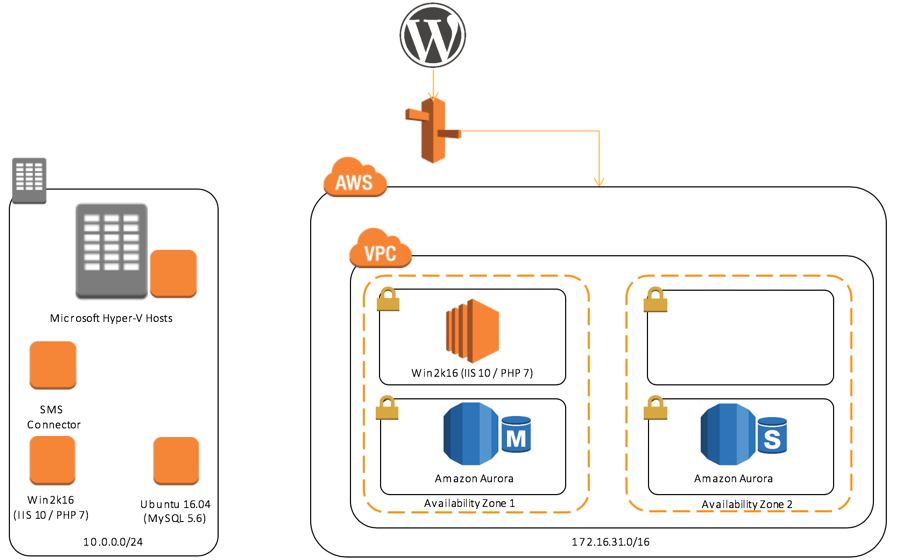 W
AWS
VPC
Microsoft Hyper-V Hosts
SMS
Connector
Win2k16
(IIS 10 / PHP 7)
Ubuntu 16.04
(MySQL 5.6)
10.0.0.0/24
Win2k16 (IIS 10 / PHP 7)
M
Amazon Aurora
Availability Zone 1
S
Amazon Aurora
Availability Zone 2
172.16.31.0/16